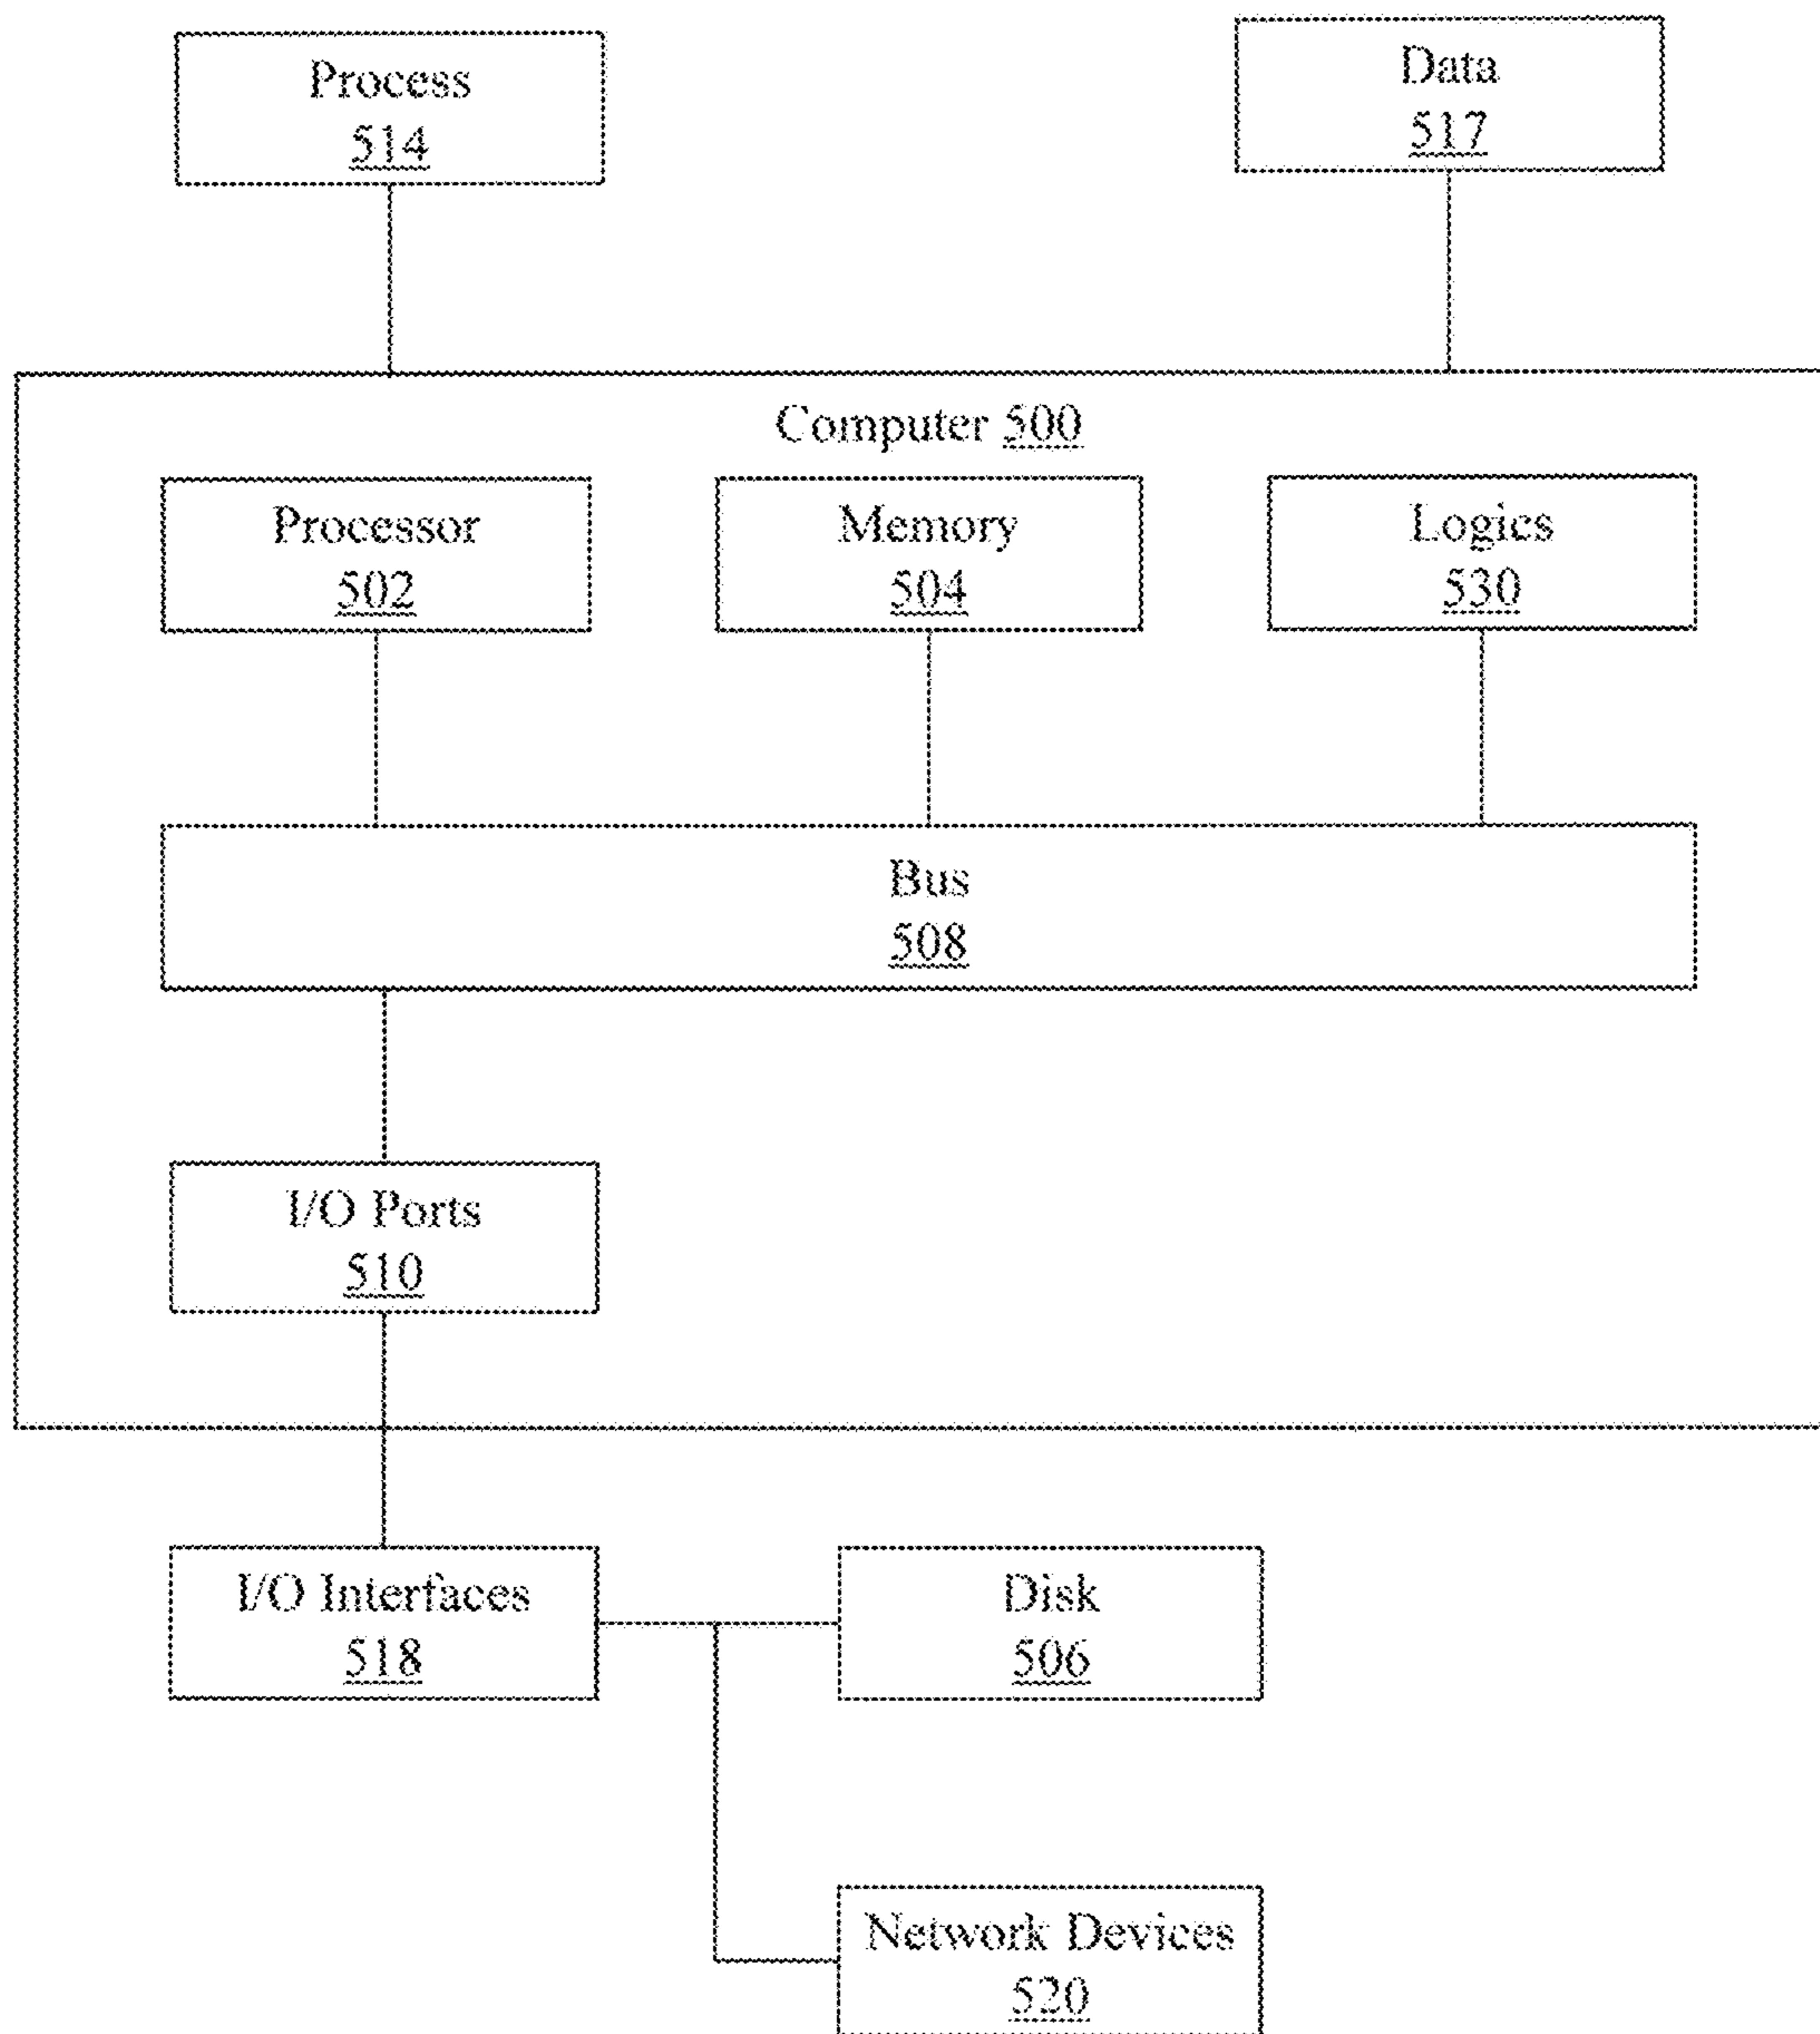 Process
514
Data
517
Computer 500
Processor
502
Memory
504
Logics
530
Bus
508
I/O Ports
510
I/O Interfaces
518
Disk
506
Network Devices
520